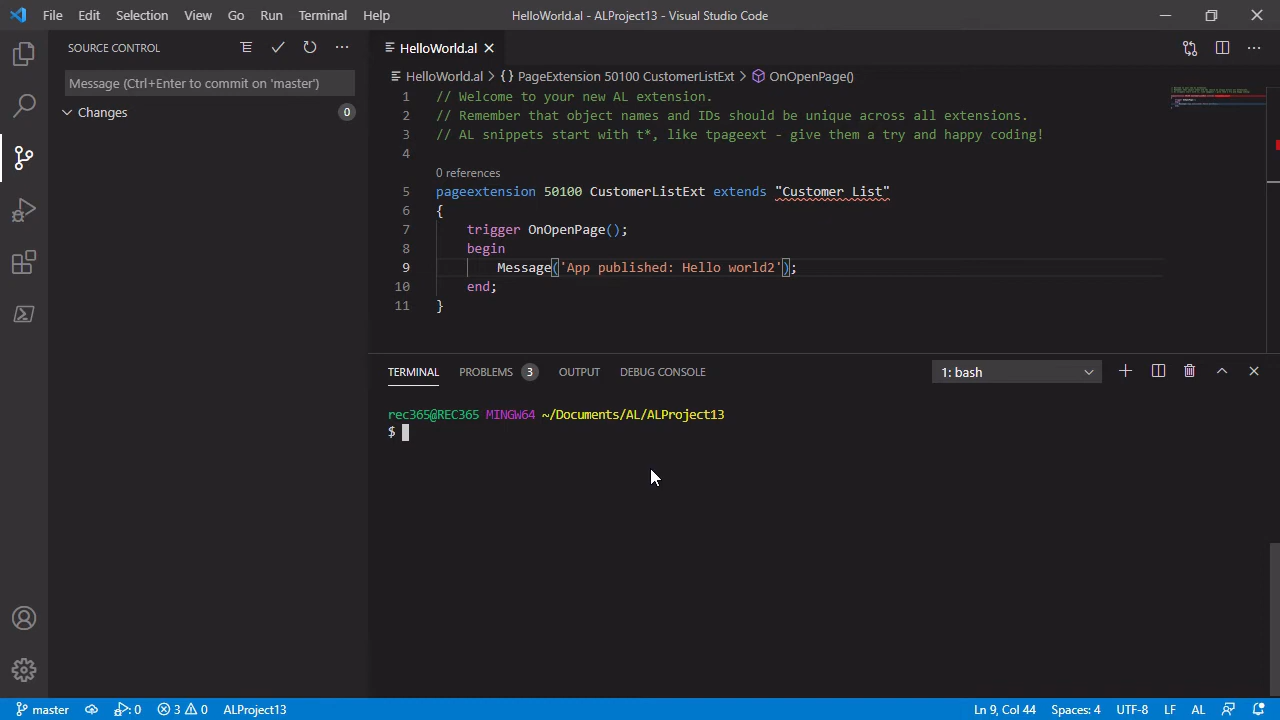 File Edit Selection View Go Run Terminal Help
HelloWorld.al - ALProject13 - Visual Studio Code
SOURCE CONTROL
Message (Ctrl+Enter to commit on 'master')
Changes 0
HelloWorld.al
HelloWorld.al > {} PageExtension 50100 CustomerListExt > OnOpenPage()
1 // Welcome to your new AL extension.
2 // Remember that object names and IDs should be unique across all extensions.
3 // AL snippets start with t*, like tpageext - give them a try and happy coding!
4
0 references
5 pageextension 50100 CustomerListExt extends "Customer List"
6 {
7 trigger OnOpenPage();
8 begin
9 Message('App published: Hello world2');
10 end;
11 }
TERMINAL PROBLEMS 3 OUTPUT DEBUG CONSOLE 1: bash
rec365@REC365 MINGW64 ~/Documents/AL/ALProject13
$
master 0 3 0 ALProject13 Ln 9, Col 44 Spaces: 4 UTF-8 LF AL